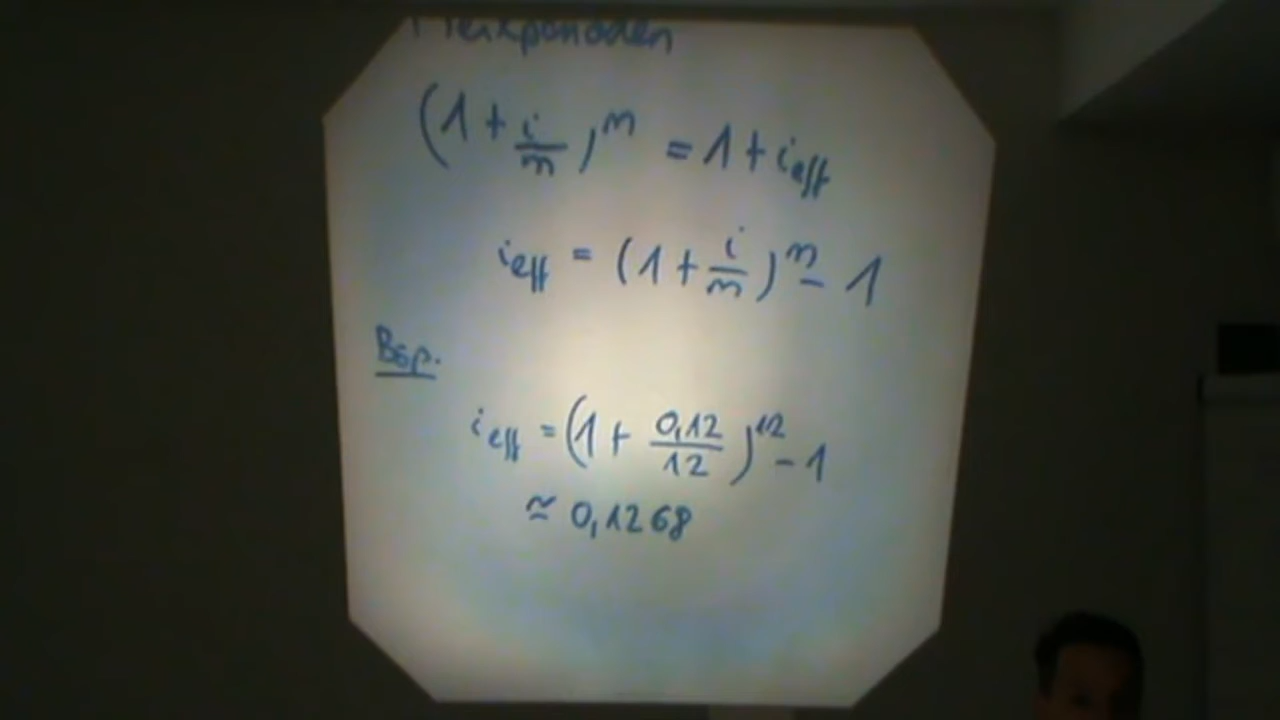 (1 + i/m)^m = 1 + i_eff
i_eff = (1 + i/m)^m - 1
Bsp.
i_eff = (1 + 0,12/12)^12 - 1
≃ 0,1268